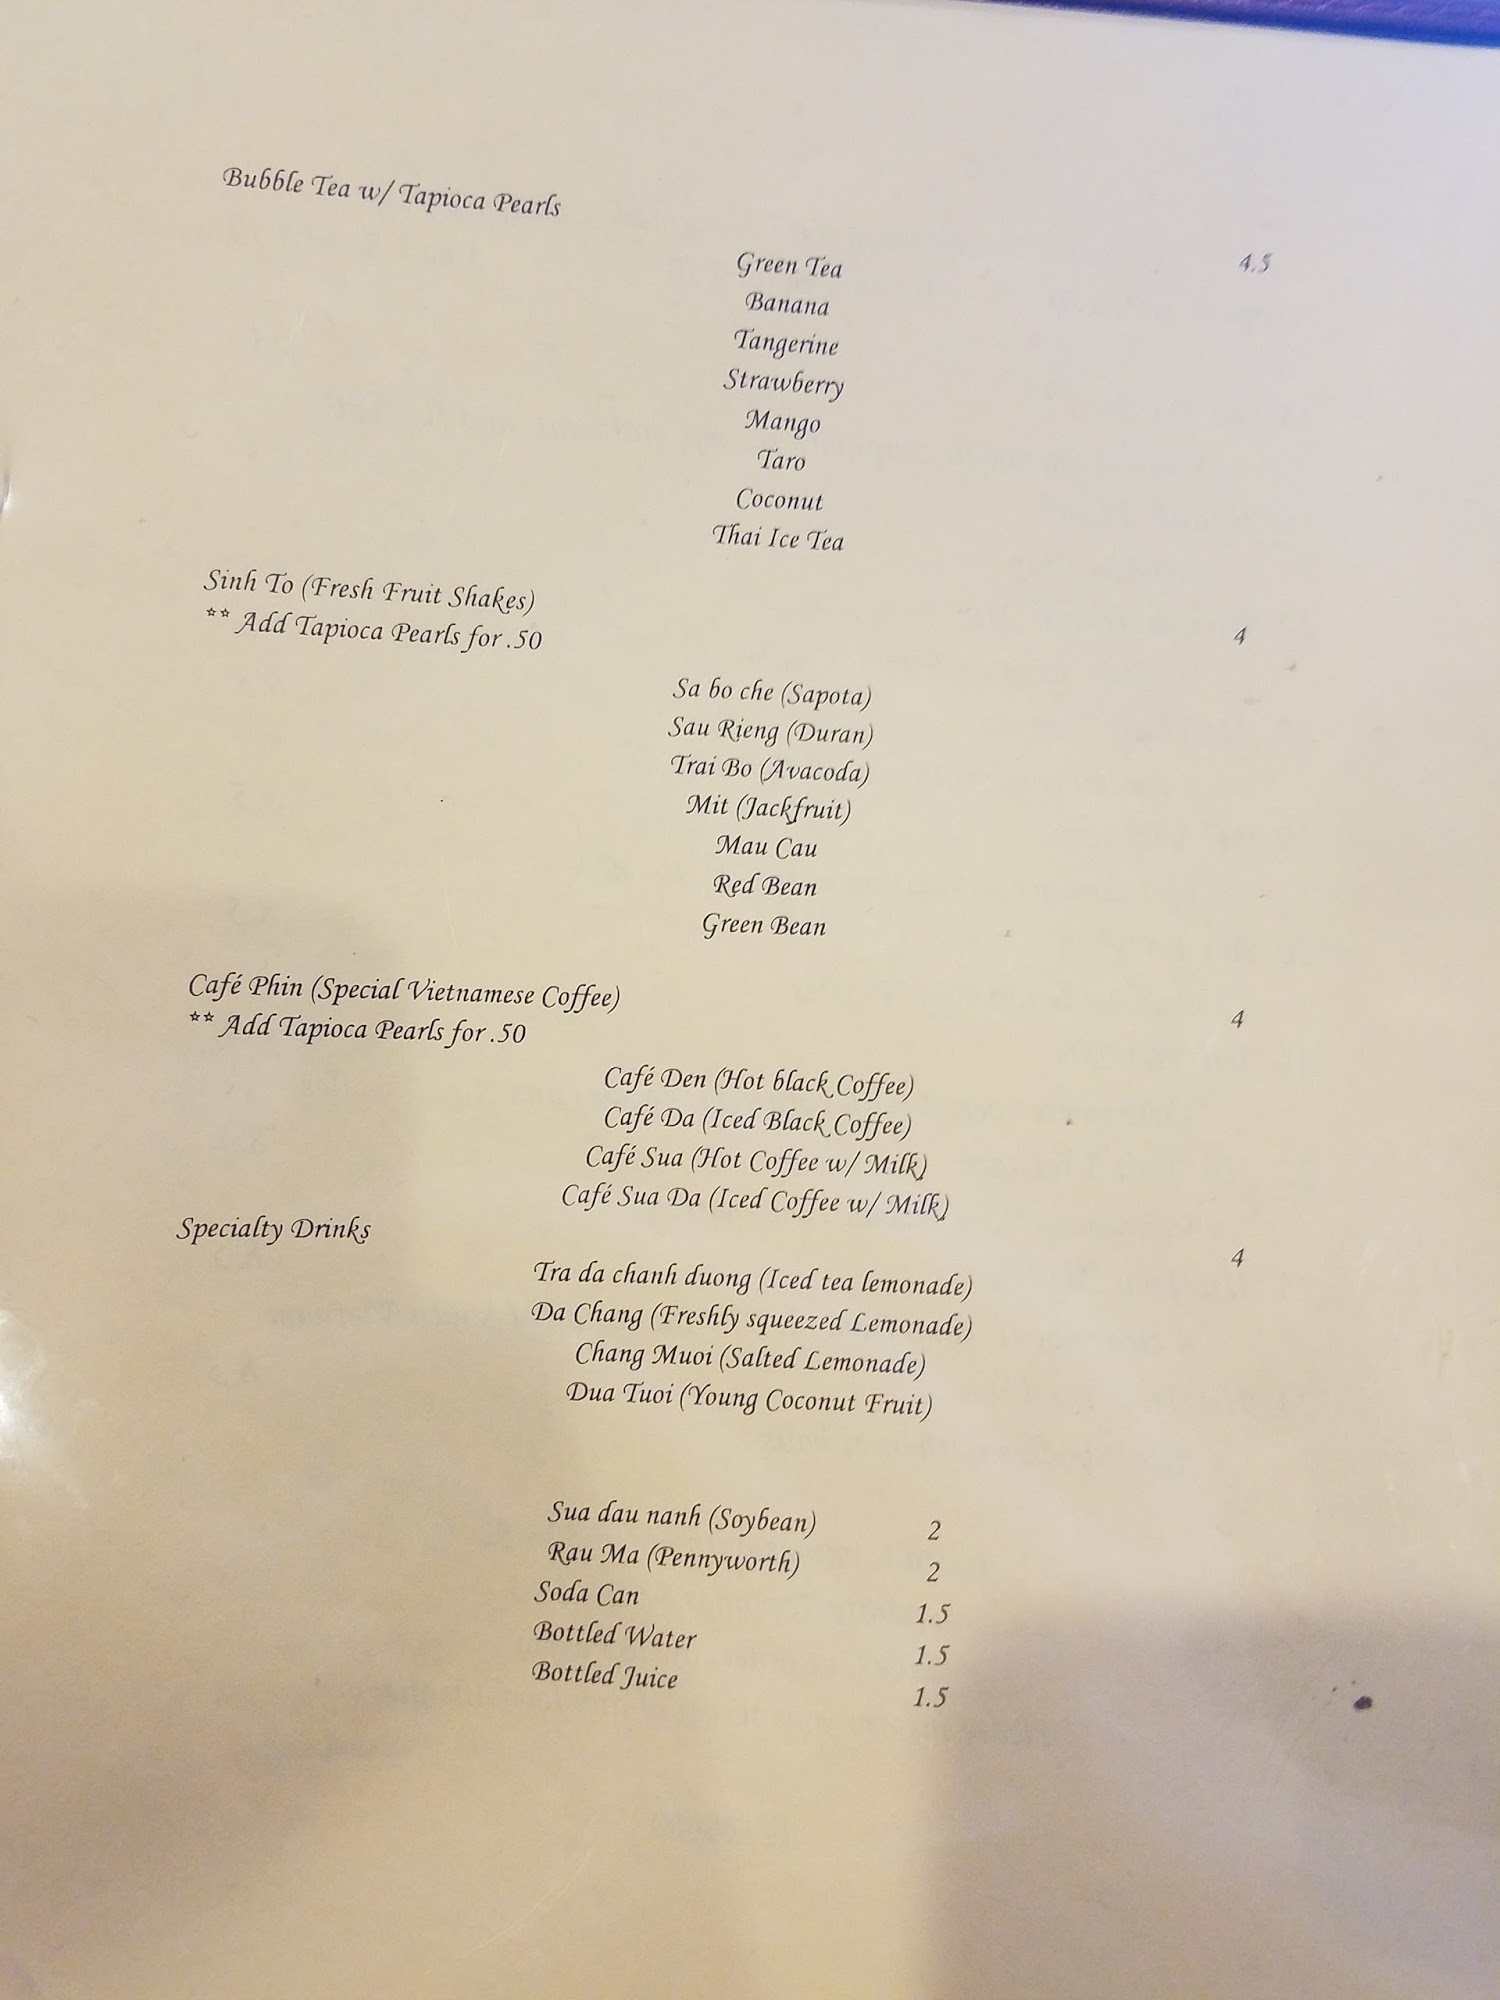 Bubble Tea w/ Tapioca Pearls
Green Tea 4.5
Banana
Tangerine
Strawberry
Mango
Taro
Coconut
Thai Ice Tea
Sinh To (Fresh Fruit Shakes)
** Add Tapioca Pearls for .50 4
Sa bo che (Sapota)
Sau Rieng (Duran)
Trai Bo (Avacoda)
Mit (Jackfruit)
Mau Cau
Red Bean
Green Bean
Café Phin (Special Vietnamese Coffee)
** Add Tapioca Pearls for .50 4
Café Den (Hot black Coffee)
Café Da (Iced Black Coffee)
Café Sua (Hot Coffee w/ Milk)
Café Sua Da (Iced Coffee w/ Milk)
Specialty Drinks 4
Tra da chanh duong (Iced tea lemonade)
Da Chang (Freshly squeezed Lemonade)
Chang Muoi (Salted Lemonade)
Dua Tuoi (Young Coconut Fruit)
Sua dau nanh (Soybean) 2
Rau Ma (Pennyworth) 2
Soda Can 1.5
Bottled Water 1.5
Bottled Juice 1.5